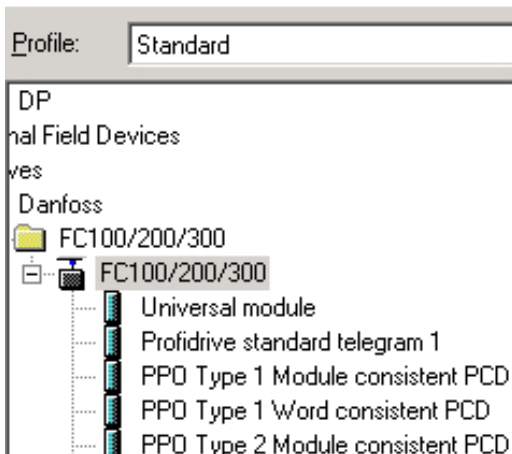 Profile: Standard
DP
nal Field Devices
ves
Danfoss
FC100/200/300
FC100/200/300
Universal module
Profidrive standard telegram 1
PPO Type 1 Module consistent PCD
PPO Type 1 Word consistent PCD
PPO Type 2 Module consistent PCD